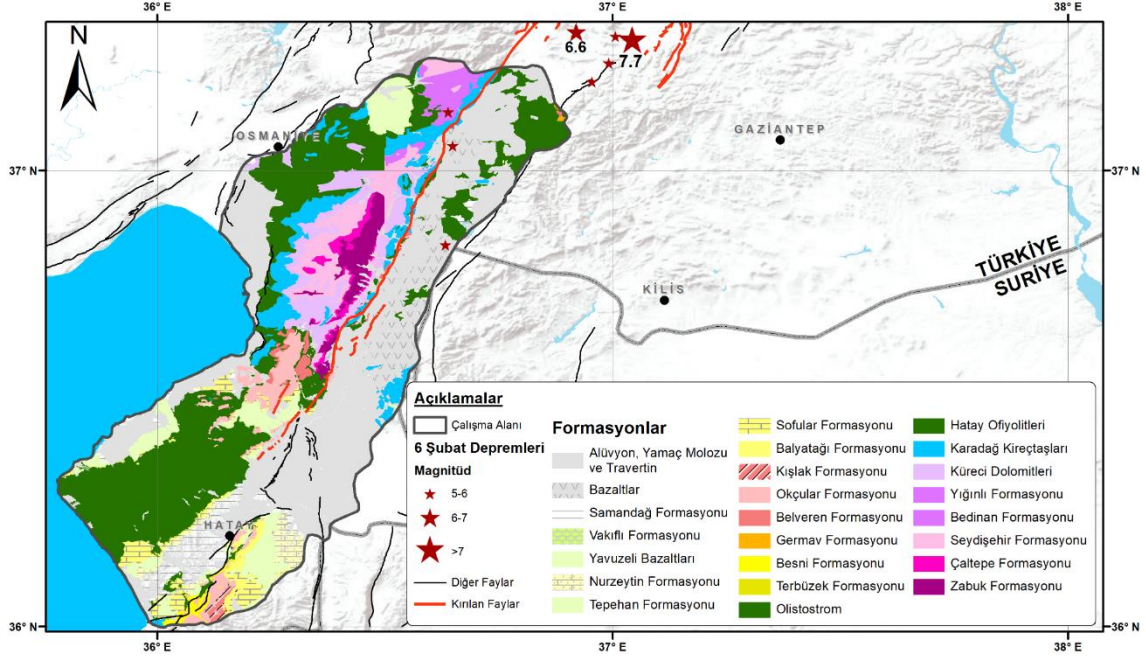 36° E
37° E
38° E
N
6.6
7.7
OSMANİYE
GAZİANTEP
37° N
37° N
TÜRKİYE
SURİYE
KİLİS
HATAY
Açıklamalar
Çalışma Alanı
6 Şubat Depremleri
Magnitüd
5-6
6-7
>7
Diğer Faylar
Kırılan Faylar
Formasyonlar
Alüvyon, Yamaç Molozu
ve Travertin
Bazaltlar
Samandağ Formasyonu
Vakıflı Formasyonu
Yavuzeli Bazaltları
Nurzeytin Formasyonu
Tepehan Formasyonu
Sofular Formasyonu
Balyatağı Formasyonu
Kışlak Formasyonu
Okçular Formasyonu
Belveren Formasyonu
Germav Formasyonu
Besni Formasyonu
Terbüzek Formasyonu
Olistostrom
Hatay Ofiyolitleri
Karadağ Kireçtaşları
Küreci Dolomitleri
Yığınlı Formasyonu
Bedinan Formasyonu
Seydişehir Formasyonu
Çaltepe Formasyonu
Zabuk Formasyonu
36° N
36° N
36° E
37° E
38° E